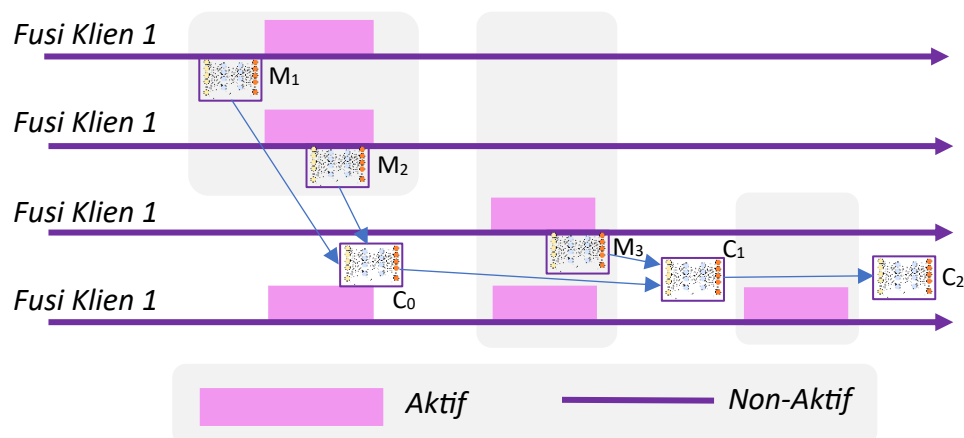 Fusi Klien 1
M1
Fusi Klien 1
M2
Fusi Klien 1
M3
C1
C0
C2
Fusi Klien 1
Aktif
Non-Aktif